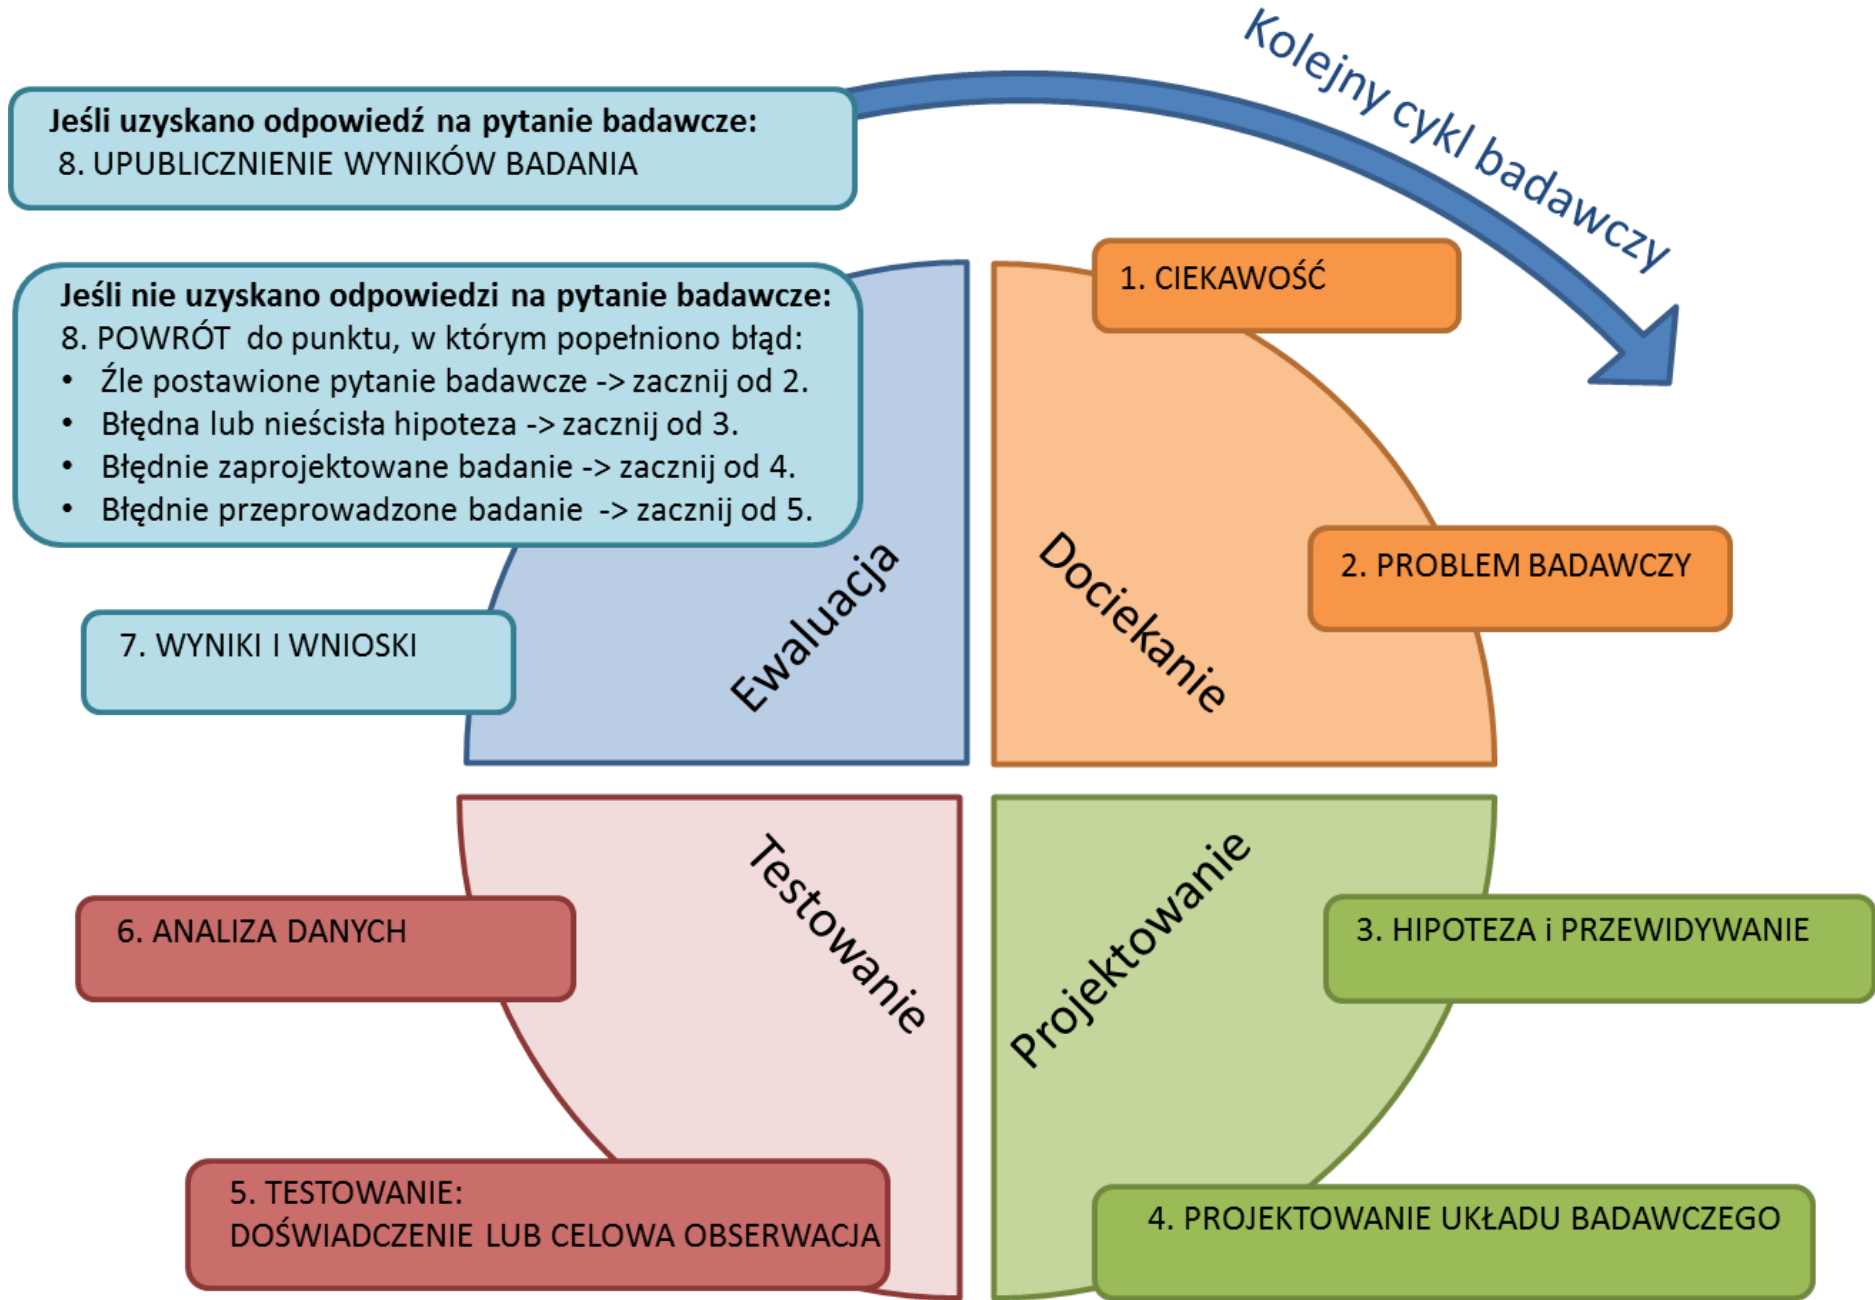 Kolejny cykl badawczy
Jeśli uzyskano odpowiedź na pytanie badawcze:
8. UPUBLICZNIENIE WYNIKÓW BADANIA
Jeśli nie uzyskano odpowiedzi na pytanie badawcze:
8. POWRÓT do punktu, w którym popełniono błąd:
• Źle postawione pytanie badawcze -> zacznij od 2.
• Błędna lub nieścisła hipoteza -> zacznij od 3.
• Błędnie zaprojektowane badanie -> zacznij od 4.
• Błędnie przeprowadzone badanie -> zacznij od 5.
1. CIEKAWOŚĆ
2. PROBLEM BADAWCZY
Ewaluacja
Dociekanie
7. WYNIKI I WNIOSKI
Testowanie
Projektowanie
6. ANALIZA DANYCH
3. HIPOTEZA i PRZEWIDYWANIE
5. TESTOWANIE:
DOŚWIADCZENIE LUB CELOWA OBSERWACJA
4. PROJEKTOWANIE UKŁADU BADAWCZEGO